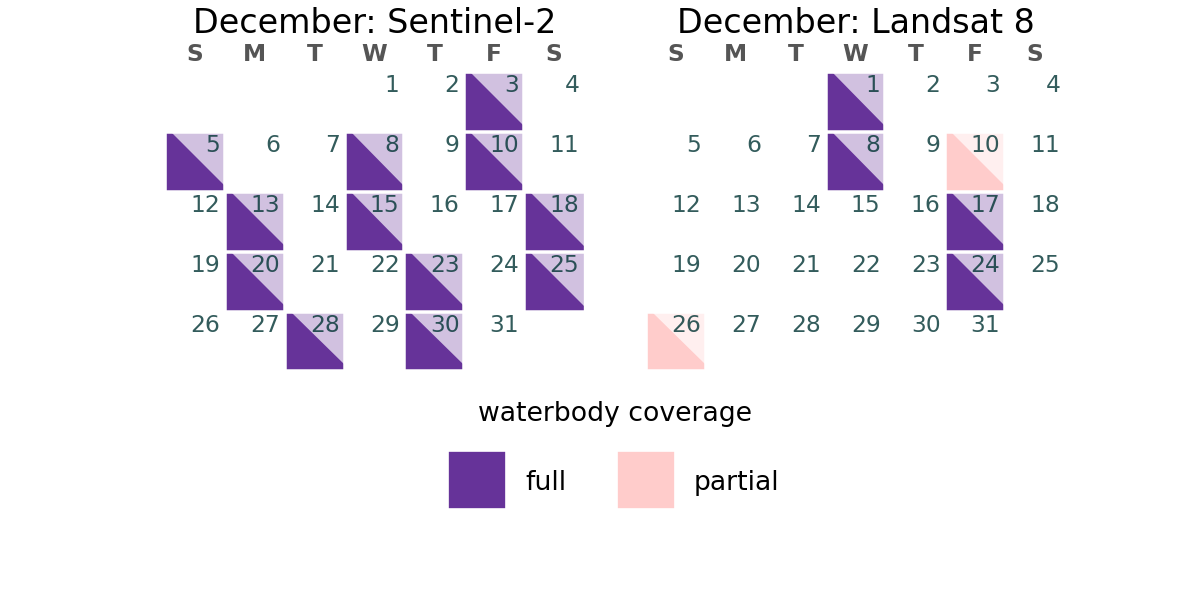 December: Sentinel-2
S M T W T F S
1 2 3 4
5 6 7 8 9 10 11
12 13 14 15 16 17 18
19 20 21 22 23 24 25
26 27 28 29 30 31
December: Landsat 8
S M T W T F S
1 2 3 4
5 6 7 8 9 10 11
12 13 14 15 16 17 18
19 20 21 22 23 24 25
26 27 28 29 30 31
waterbody coverage
full partial